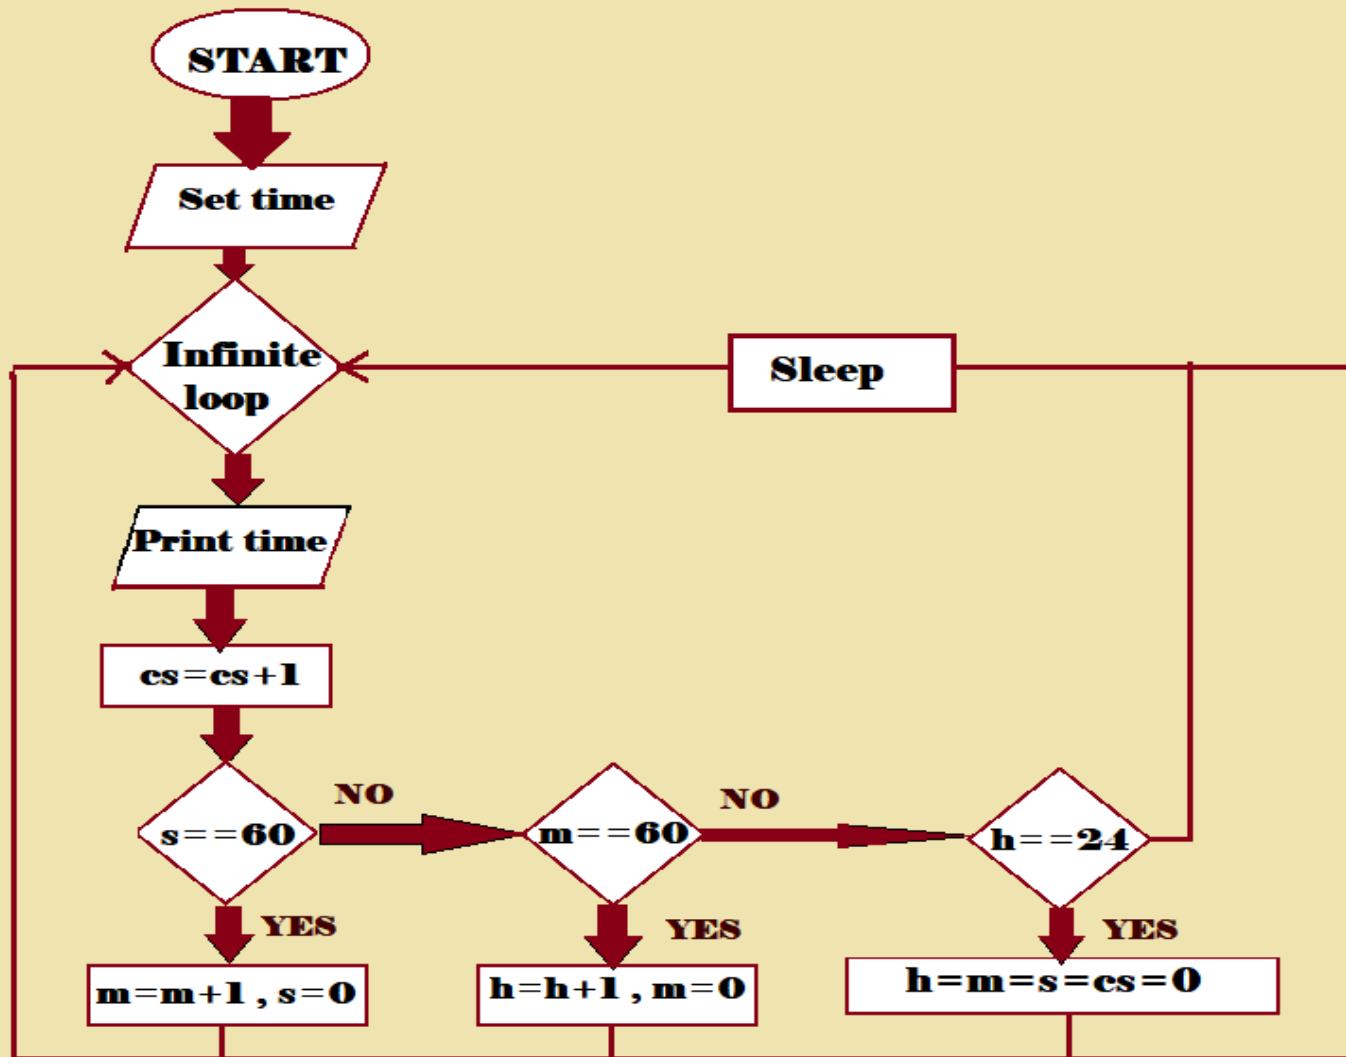 START
Set time
Infinite
loop
Sleep
Print time
cs=cs+1
s==60
NO
m==60
NO
h==24
YES
YES
YES
m=m+1 , s=0
h=h+1 , m=0
h=m=s=cs=0